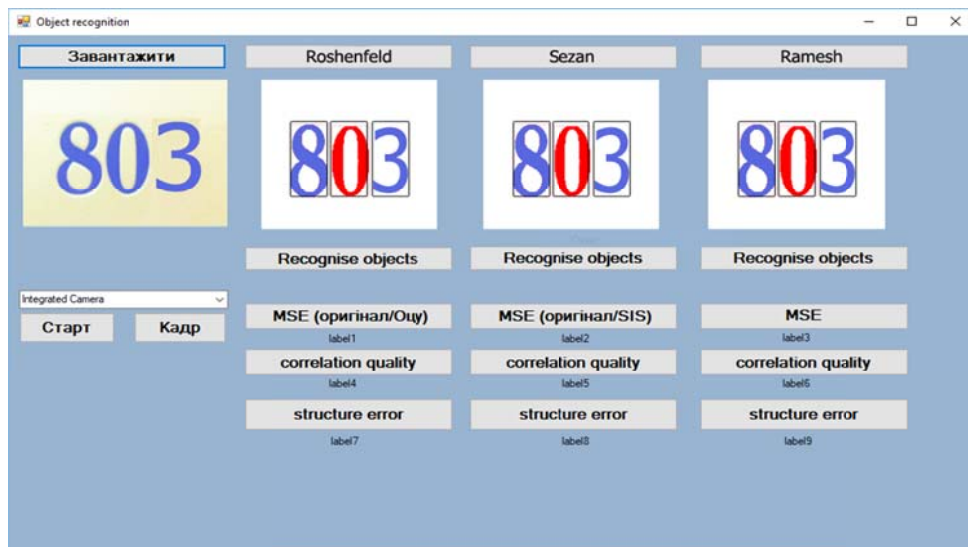 Object recognition
Завантажити
Roshenfeld
Sezan
Ramesh
803
803
803
803
Recognise objects
Recognise objects
Recognise objects
Integrated Camera
Старт
Кадр
MSE (оригінал/Оцу)
MSE (оригінал/SIS)
MSE
label1
label2
label3
correlation quality
correlation quality
correlation quality
label4
label5
label6
structure error
structure error
structure error
label7
label8
label9